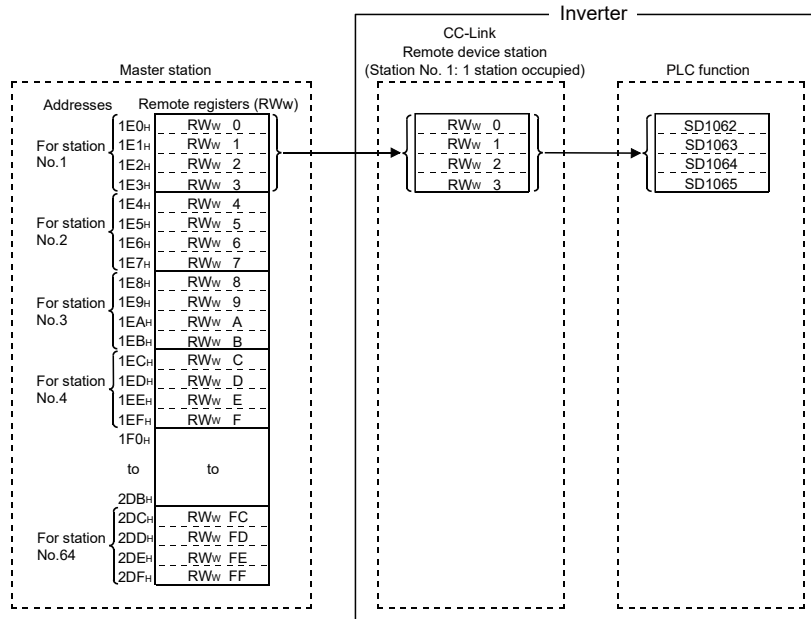 Inverter
CC-Link
Remote device station
(Station No. 1: 1 station occupied)
Master station
PLC function
Addresses
Remote registers (RWw)
For station
No.1
1E0H RWw 0
1E1H RWw 1
1E2H RWw 2
1E3H RWw 3
RWw 0
RWw 1
RWw 2
RWw 3
SD1062
SD1063
SD1064
SD1065
For station
No.2
1E4H RWw 4
1E5H RWw 5
1E6H RWw 6
1E7H RWw 7
For station
No.3
1E8H RWw 8
1E9H RWw 9
1EAH RWw A
1EBH RWw B
For station
No.4
1ECH RWw C
1EDH RWw D
1EEH RWw E
1EFH RWw F
1F0H
to to
2DBH
For station
No.64
2DCH RWw FC
2DDH RWw FD
2DEH RWw FE
2DFH RWw FF